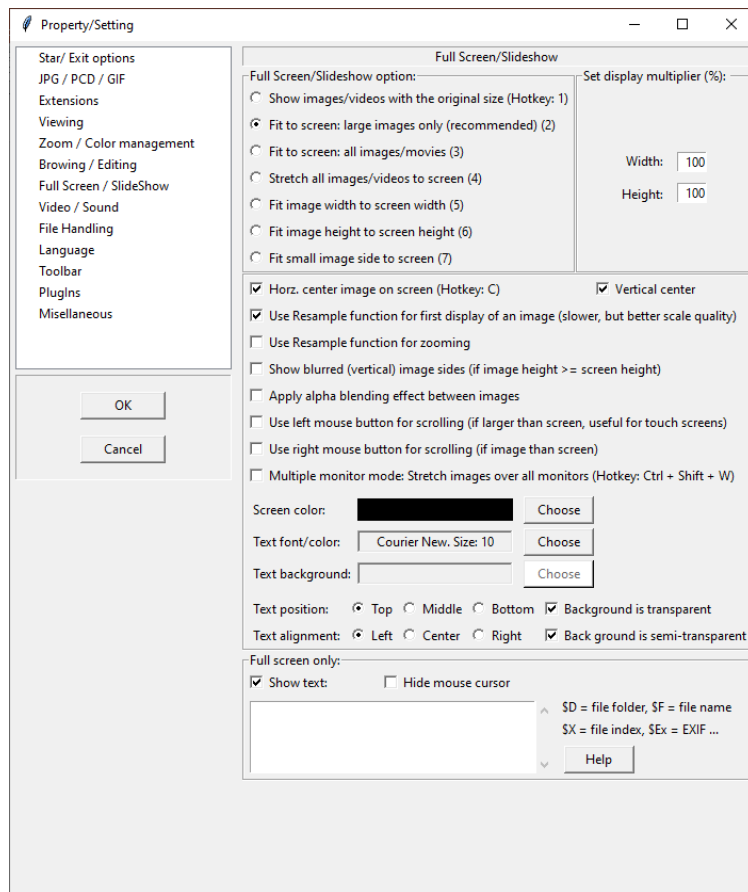 Property/Setting
Star/ Exit options
JPG / PCD / GIF
Extensions
Viewing
Zoom / Color management
Browing / Editing
Full Screen / SlideShow
Video / Sound
File Handling
Language
Toolbar
PlugIns
Misellaneous
OK
Cancel
Full Screen/Slideshow
Full Screen/Slideshow option:
Show images/videos with the original size (Hotkey: 1)
Fit to screen: large images only (recommended) (2)
Fit to screen: all images/movies (3)
Stretch all images/videos to screen (4)
Fit image width to screen width (5)
Fit image height to screen height (6)
Fit small image side to screen (7)
Set display multiplier (%):
Width: 100
Height: 100
Horz. center image on screen (Hotkey: C) Vertical center
Use Resample function for first display of an image (slower, but better scale quality)
Use Resample function for zooming
Show blurred (vertical) image sides (if image height >= screen height)
Apply alpha blending effect between images
Use left mouse button for scrolling (if larger than screen, useful for touch screens)
Use right mouse button for scrolling (if image than screen)
Multiple monitor mode: Stretch images over all monitors (Hotkey: Ctrl + Shift + W)
Screen color: Choose
Text font/color: Courier New. Size: 10 Choose
Text background: Choose
Text position: Top Middle Bottom Background is transparent
Text alignment: Left Center Right Back ground is semi-transparent
Full screen only:
Show text: Hide mouse cursor
$D = file folder, $F = file name
$X = file index, $Ex = EXIF ...
Help